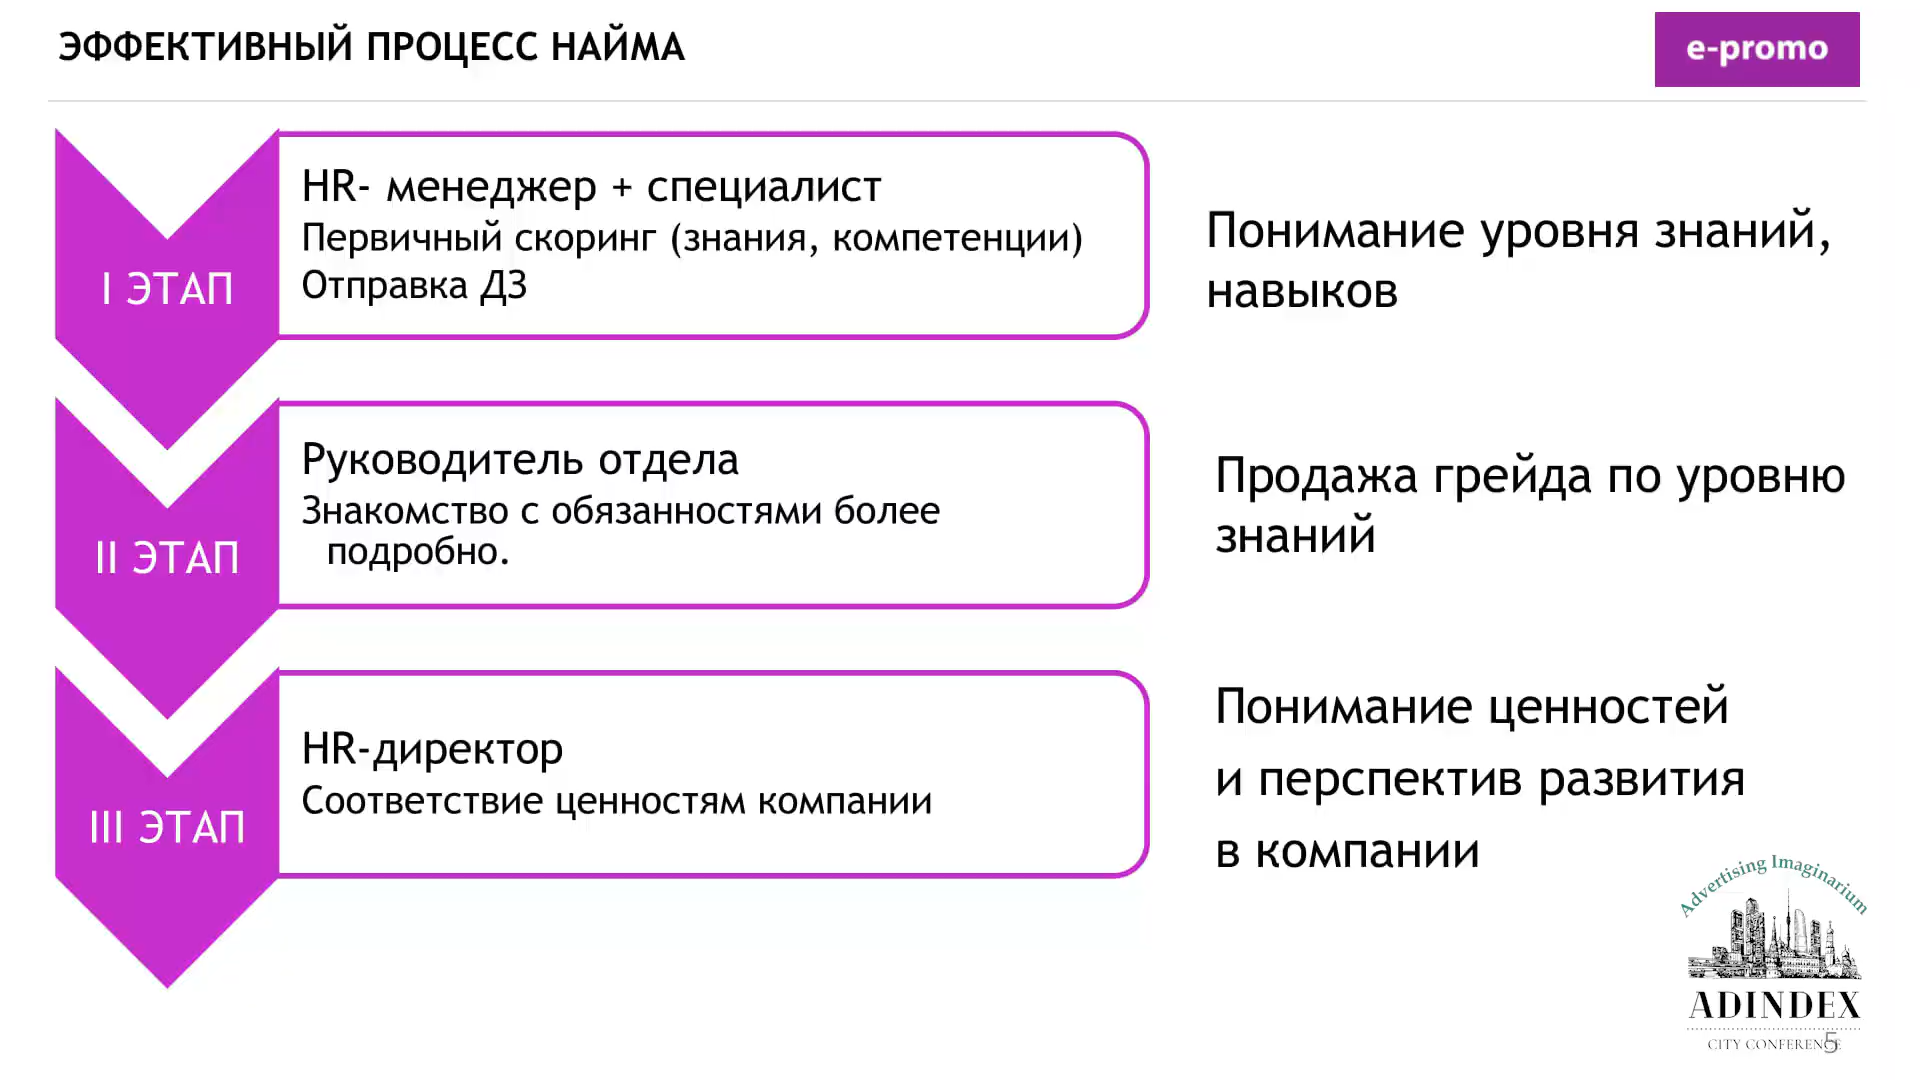 ЭФФЕКТИВНЫЙ ПРОЦЕСС НАЙМА
e-promo
I ЭТАП
HR- менеджер + специалист
Первичный скоринг (знания, компетенции)
Отправка ДЗ
Понимание уровня знаний,
навыков
II ЭТАП
Руководитель отдела
Знакомство с обязанностями более
подробно.
Продажа грейда по уровню
знаний
III ЭТАП
HR-директор
Соответствие ценностям компании
Понимание ценностей
и перспектив развития
в компании
Advertising Imaginarium
ADINDEX
CITY CONFERENCE
5